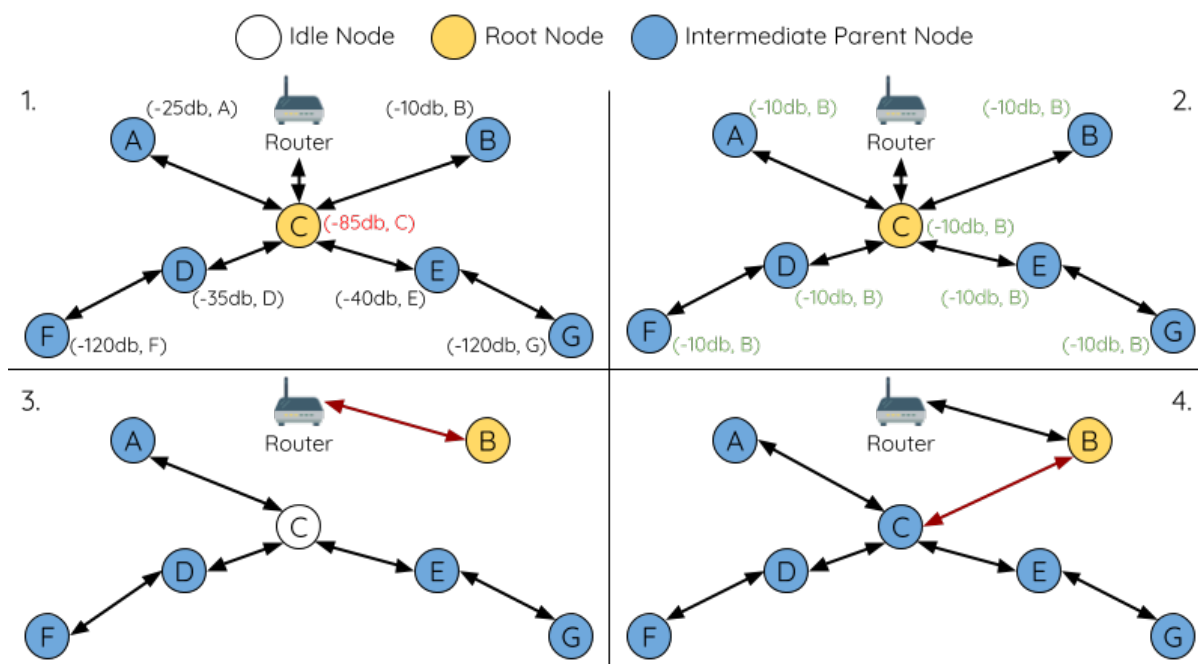 Idle Node
Root Node
Intermediate Parent Node
1.
(-25db, A)
(-10db, B)
A
Router
B
C
(-85db, C)
D
E
(-35db, D)
(-40db, E)
F
(-120db, F)
(-120db, G)
G
2.
(-10db, B)
(-10db, B)
A
Router
B
C
(-10db, B)
D
E
(-10db, B)
(-10db, B)
F
(-10db, B)
(-10db, B)
G
3.
A
Router
B
C
D
E
F
G
4.
A
Router
B
C
D
E
F
G